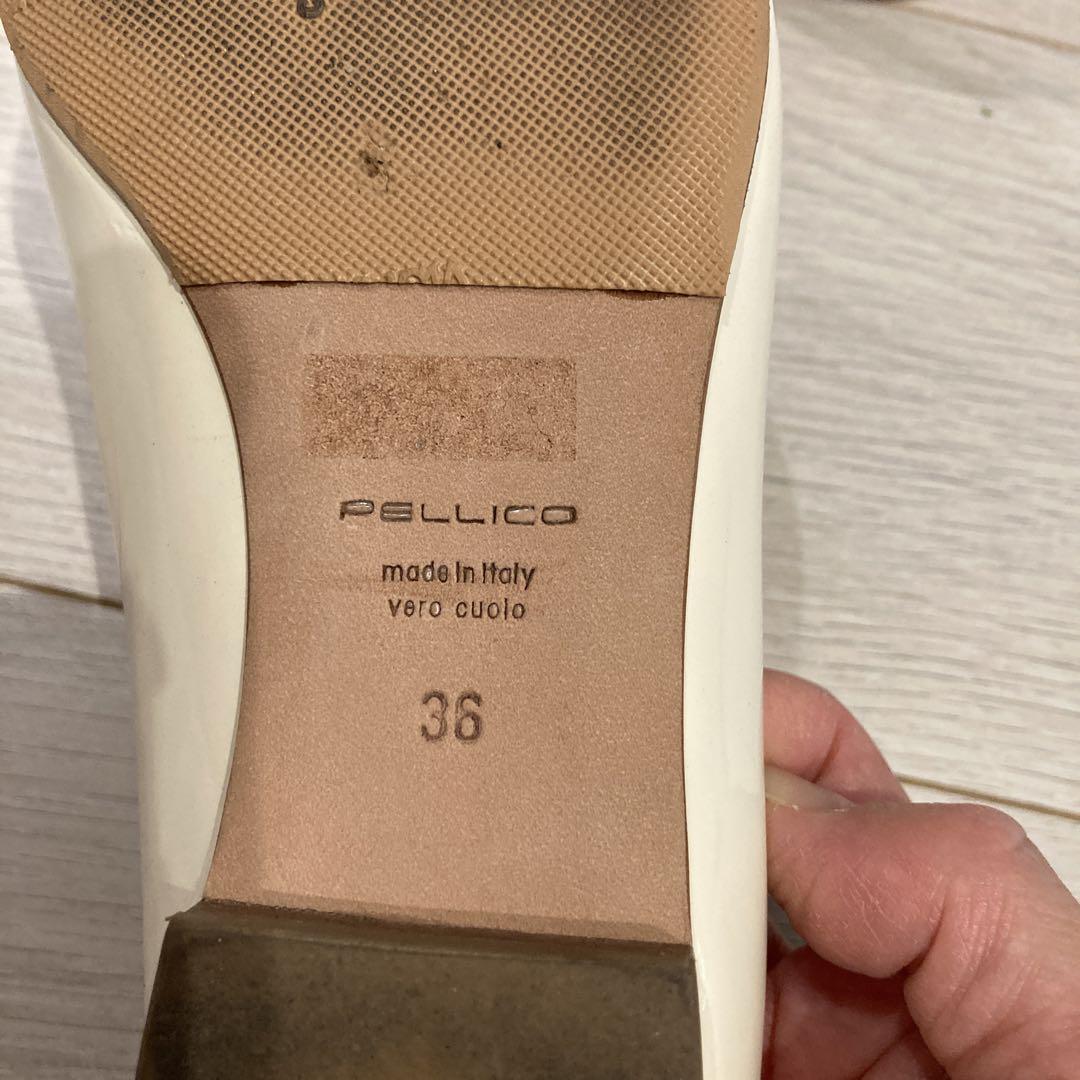 PELLICO
made in Italy
vero cuoio
36